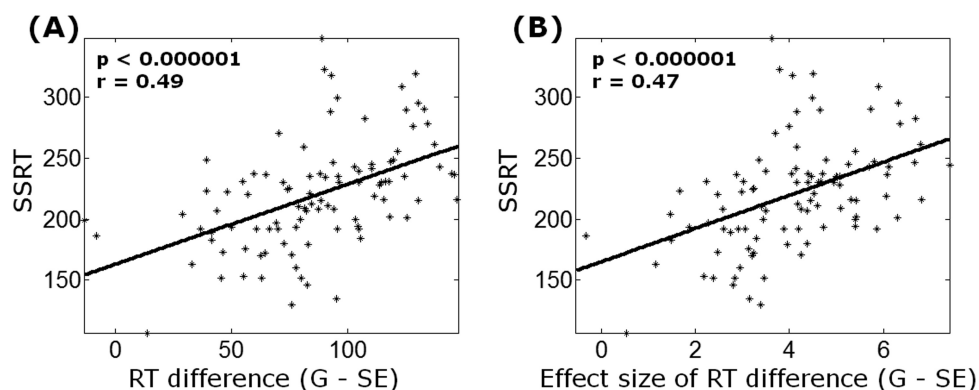 (A)
p < 0.000001
r = 0.49
SSRT
300
250
200
150
0 50 100
RT difference (G - SE)
(B)
p < 0.000001
r = 0.47
SSRT
300
250
200
150
0 2 4 6
Effect size of RT difference (G - SE)